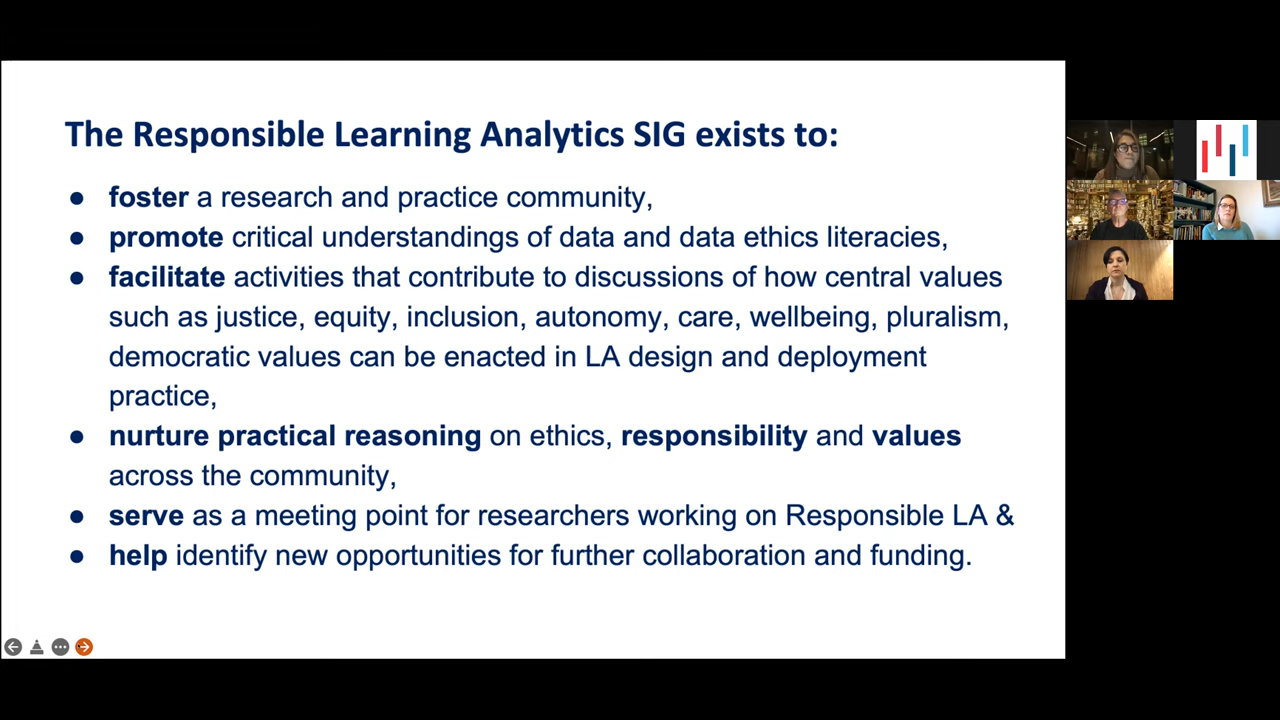 The Responsible Learning Analytics SIG exists to:
● foster a research and practice community,
● promote critical understandings of data and data ethics literacies,
● facilitate activities that contribute to discussions of how central values
such as justice, equity, inclusion, autonomy, care, wellbeing, pluralism,
democratic values can be enacted in LA design and deployment
practice,
● nurture practical reasoning on ethics, responsibility and values
across the community,
● serve as a meeting point for researchers working on Responsible LA &
● help identify new opportunities for further collaboration and funding.